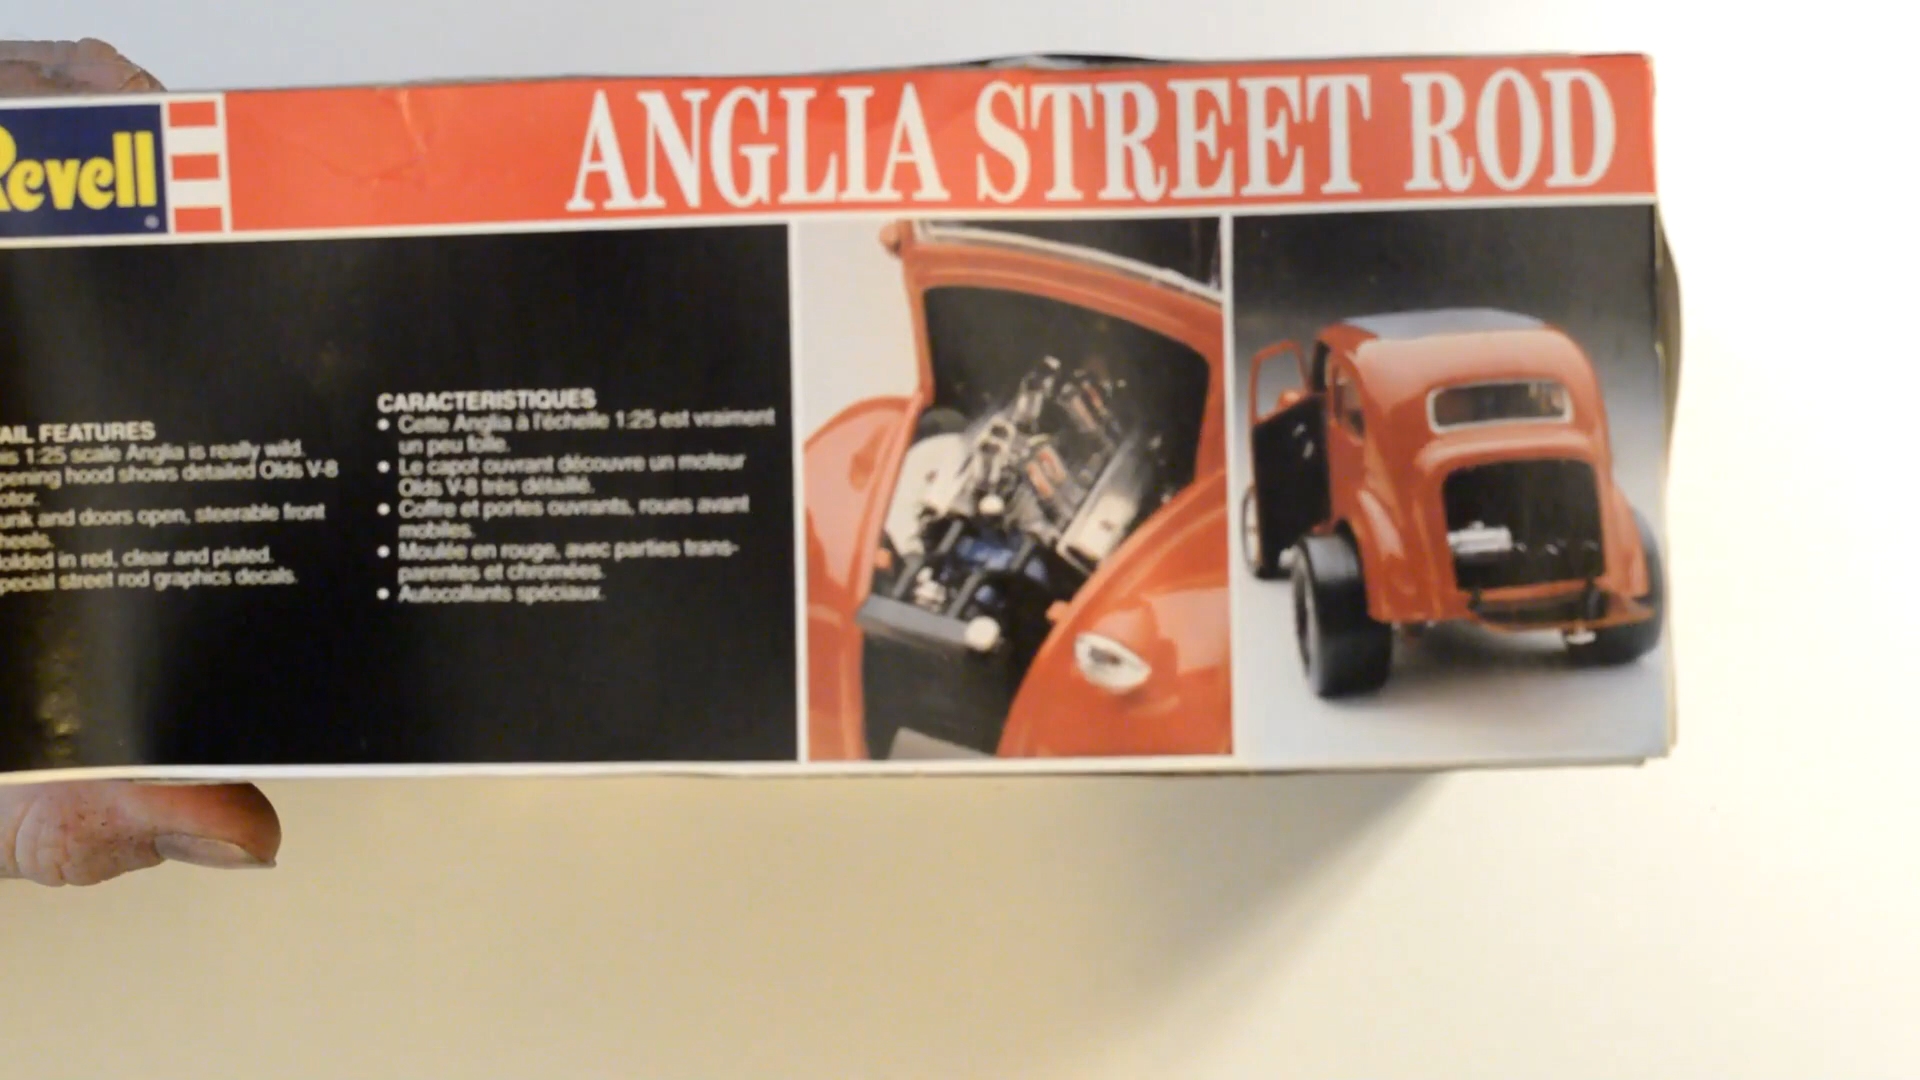 Revell
ANGLIA STREET ROD
AIL FEATURES
is 1:25 scale Anglia is really wild.
pening hood shows detailed Olds V-8
otor.
unk and doors open, steerable front
heels.
olded in red, clear and plated.
pecial street rod graphics decals.
CARACTERISTIQUES
• Cette Anglia à l'échelle 1:25 est vraiment
un peu folle.
• Le capot ouvrant découvre un moteur
Olds V-8 très détaillé.
• Coffre et portes ouvrants, roues avant
mobiles.
• Moulée en rouge, avec parties trans-
parentes et chromées.
• Autocollants spéciaux.